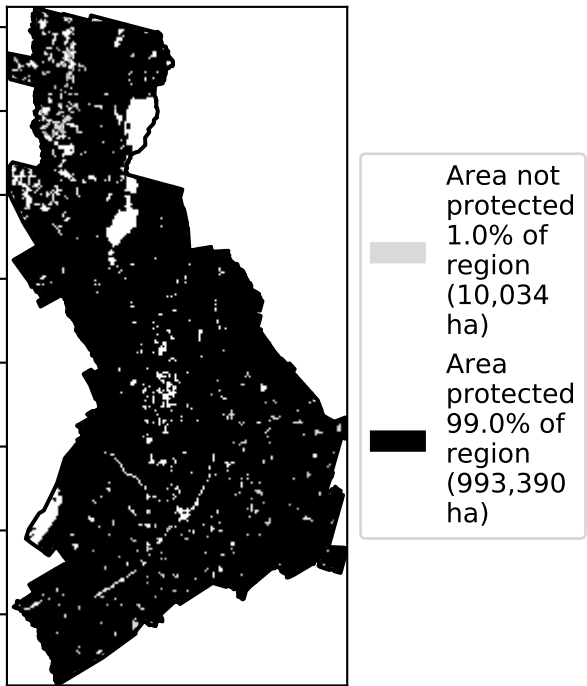 Area not
protected
1.0% of
region
(10,034
ha)
Area
protected
99.0% of
region
(993,390
ha)